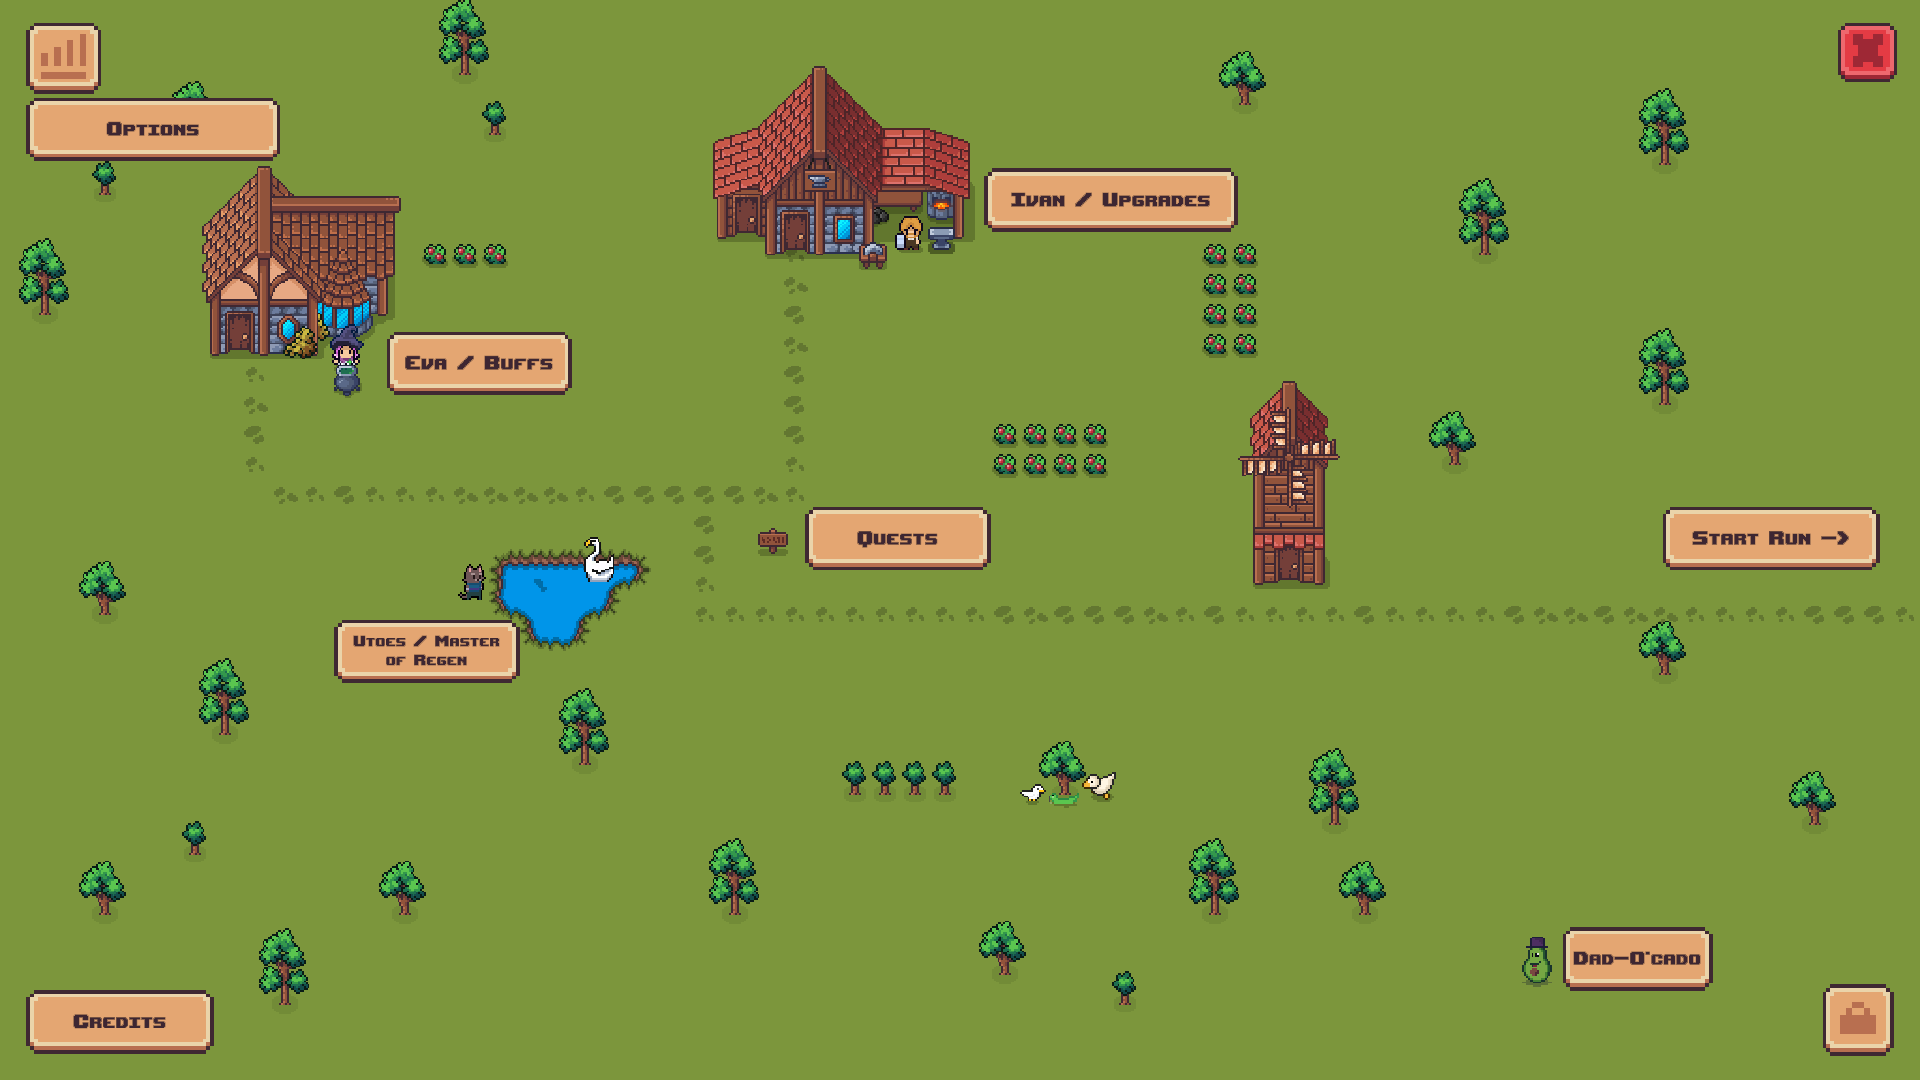 Options
Ivan / Upgrades
Eva / Buffs
Quests
Start Run ->
Utoes / Master
of Regen
Dad-O'cado
Credits